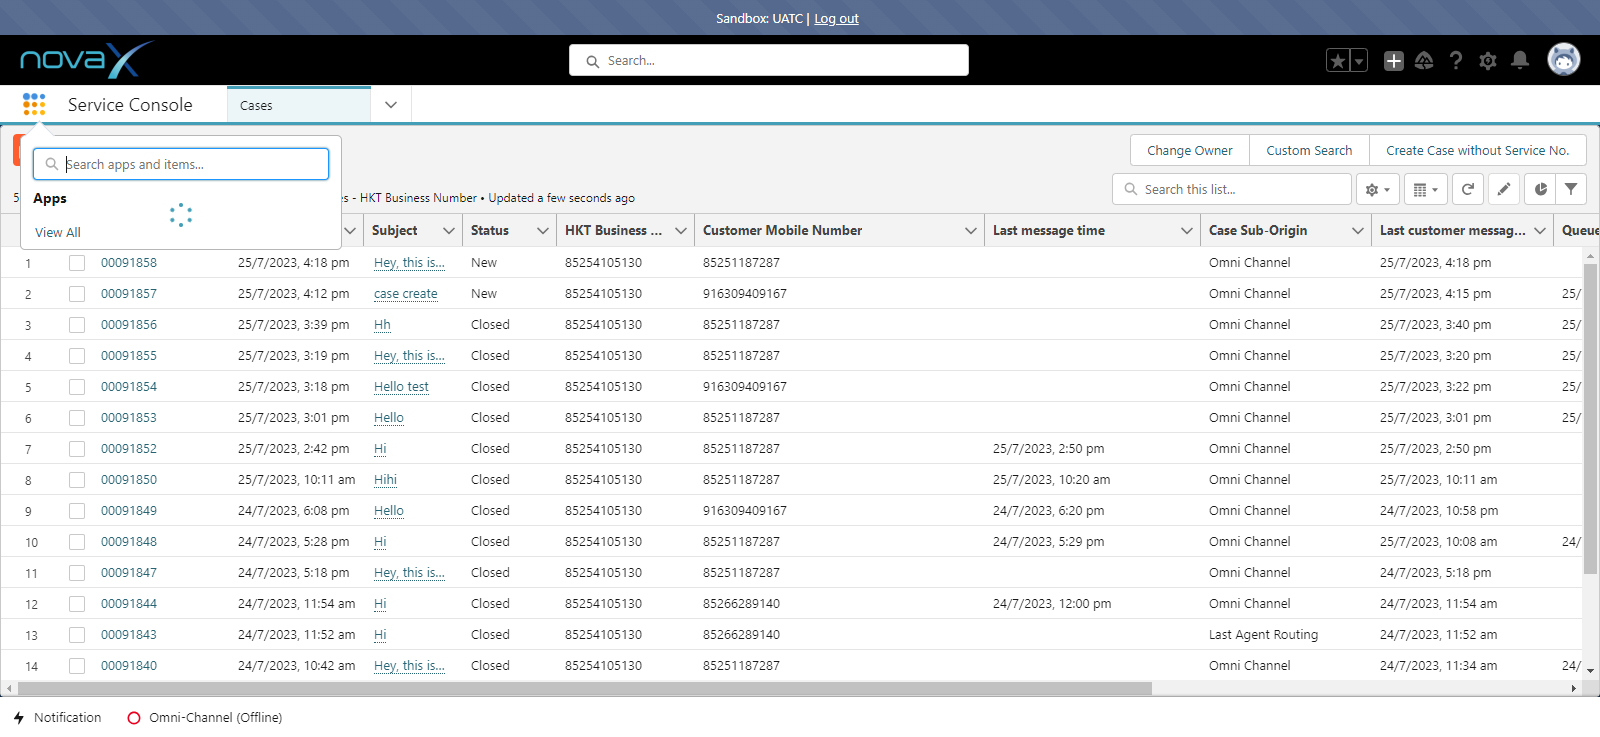 Sandbox: UATC | Log out
novaX
Search...
Service Console
Cases
Search apps and items...
Apps
View All
Change Owner
Custom Search
Create Case without Service No.
- HKT Business Number • Updated a few seconds ago
Search this list...
Subject Status HKT Business ... Customer Mobile Number Last message time Case Sub-Origin Last customer messag... Queue
1 00091858 25/7/2023, 4:18 pm Hey, this is... New 85254105130 85251187287 Omni Channel 25/7/2023, 4:18 pm
2 00091857 25/7/2023, 4:12 pm case create New 85254105130 916309409167 Omni Channel 25/7/2023, 4:15 pm 25/
3 00091856 25/7/2023, 3:39 pm Hh Closed 85254105130 85251187287 Omni Channel 25/7/2023, 3:40 pm 25/
4 00091855 25/7/2023, 3:19 pm Hey, this is... Closed 85254105130 85251187287 Omni Channel 25/7/2023, 3:20 pm 25/
5 00091854 25/7/2023, 3:18 pm Hello test Closed 85254105130 916309409167 Omni Channel 25/7/2023, 3:22 pm 25/
6 00091853 25/7/2023, 3:01 pm Hello Closed 85254105130 85251187287 Omni Channel 25/7/2023, 3:01 pm 25/
7 00091852 25/7/2023, 2:42 pm Hi Closed 85254105130 85251187287 25/7/2023, 2:50 pm Omni Channel 25/7/2023, 2:50 pm
8 00091850 25/7/2023, 10:11 am Hihi Closed 85254105130 85251187287 25/7/2023, 10:20 am Omni Channel 25/7/2023, 10:11 am
9 00091849 24/7/2023, 6:08 pm Hello Closed 85254105130 916309409167 24/7/2023, 6:20 pm Omni Channel 24/7/2023, 10:58 pm
10 00091848 24/7/2023, 5:28 pm Hi Closed 85254105130 85251187287 24/7/2023, 5:29 pm Omni Channel 25/7/2023, 10:08 am 24/
11 00091847 24/7/2023, 5:18 pm Hey, this is... Closed 85254105130 85251187287 Omni Channel 24/7/2023, 5:18 pm
12 00091844 24/7/2023, 11:54 am Hi Closed 85254105130 85266289140 24/7/2023, 12:00 pm Omni Channel 24/7/2023, 11:54 am
13 00091843 24/7/2023, 11:52 am Hi Closed 85254105130 85266289140 Last Agent Routing 24/7/2023, 11:52 am
14 00091840 24/7/2023, 10:42 am Hey, this is... Closed 85254105130 85251187287 Omni Channel 24/7/2023, 11:34 am 24/
Notification
Omni-Channel (Offline)